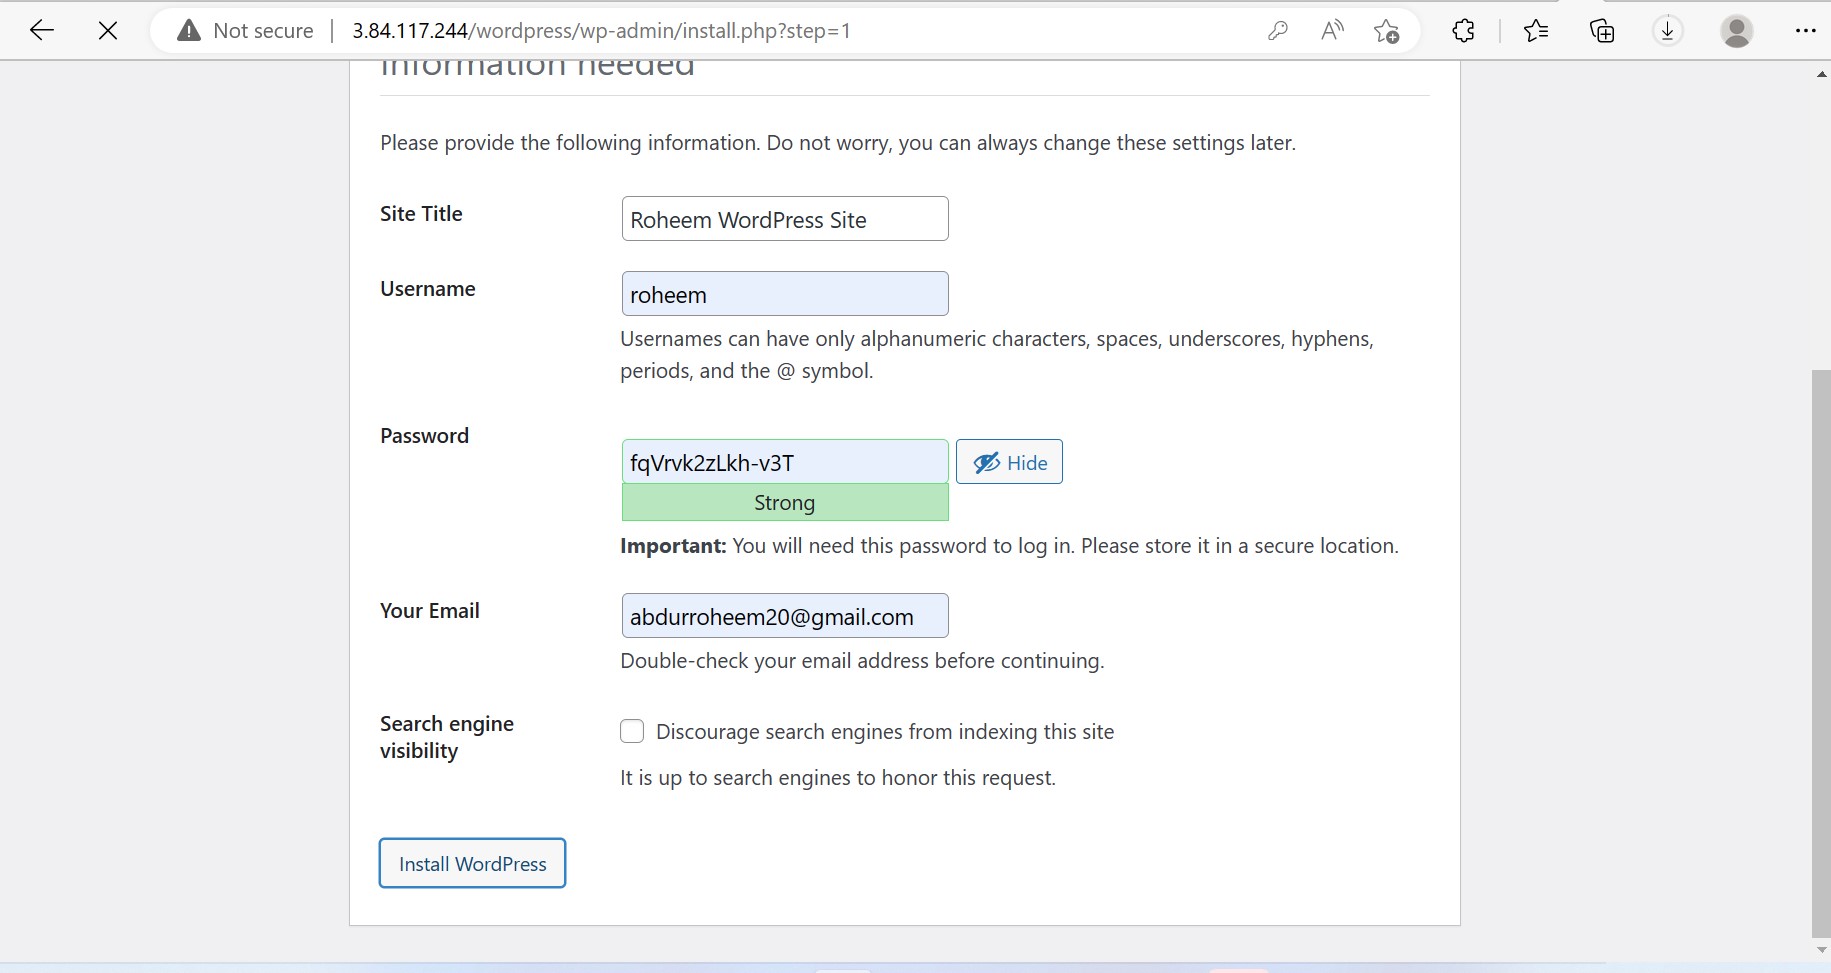 Not secure
3.84.117.244/wordpress/wp-admin/install.php?step=1
Information needed
Please provide the following information. Do not worry, you can always change these settings later.
Site Title
Roheem WordPress Site
Username
roheem
Usernames can have only alphanumeric characters, spaces, underscores, hyphens,
periods, and the @ symbol.
Password
fqVrvk2zLkh-v3T
Hide
Strong
Important: You will need this password to log in. Please store it in a secure location.
Your Email
abdurroheem20@gmail.com
Double-check your email address before continuing.
Search engine
visibility
Discourage search engines from indexing this site
It is up to search engines to honor this request.
Install WordPress